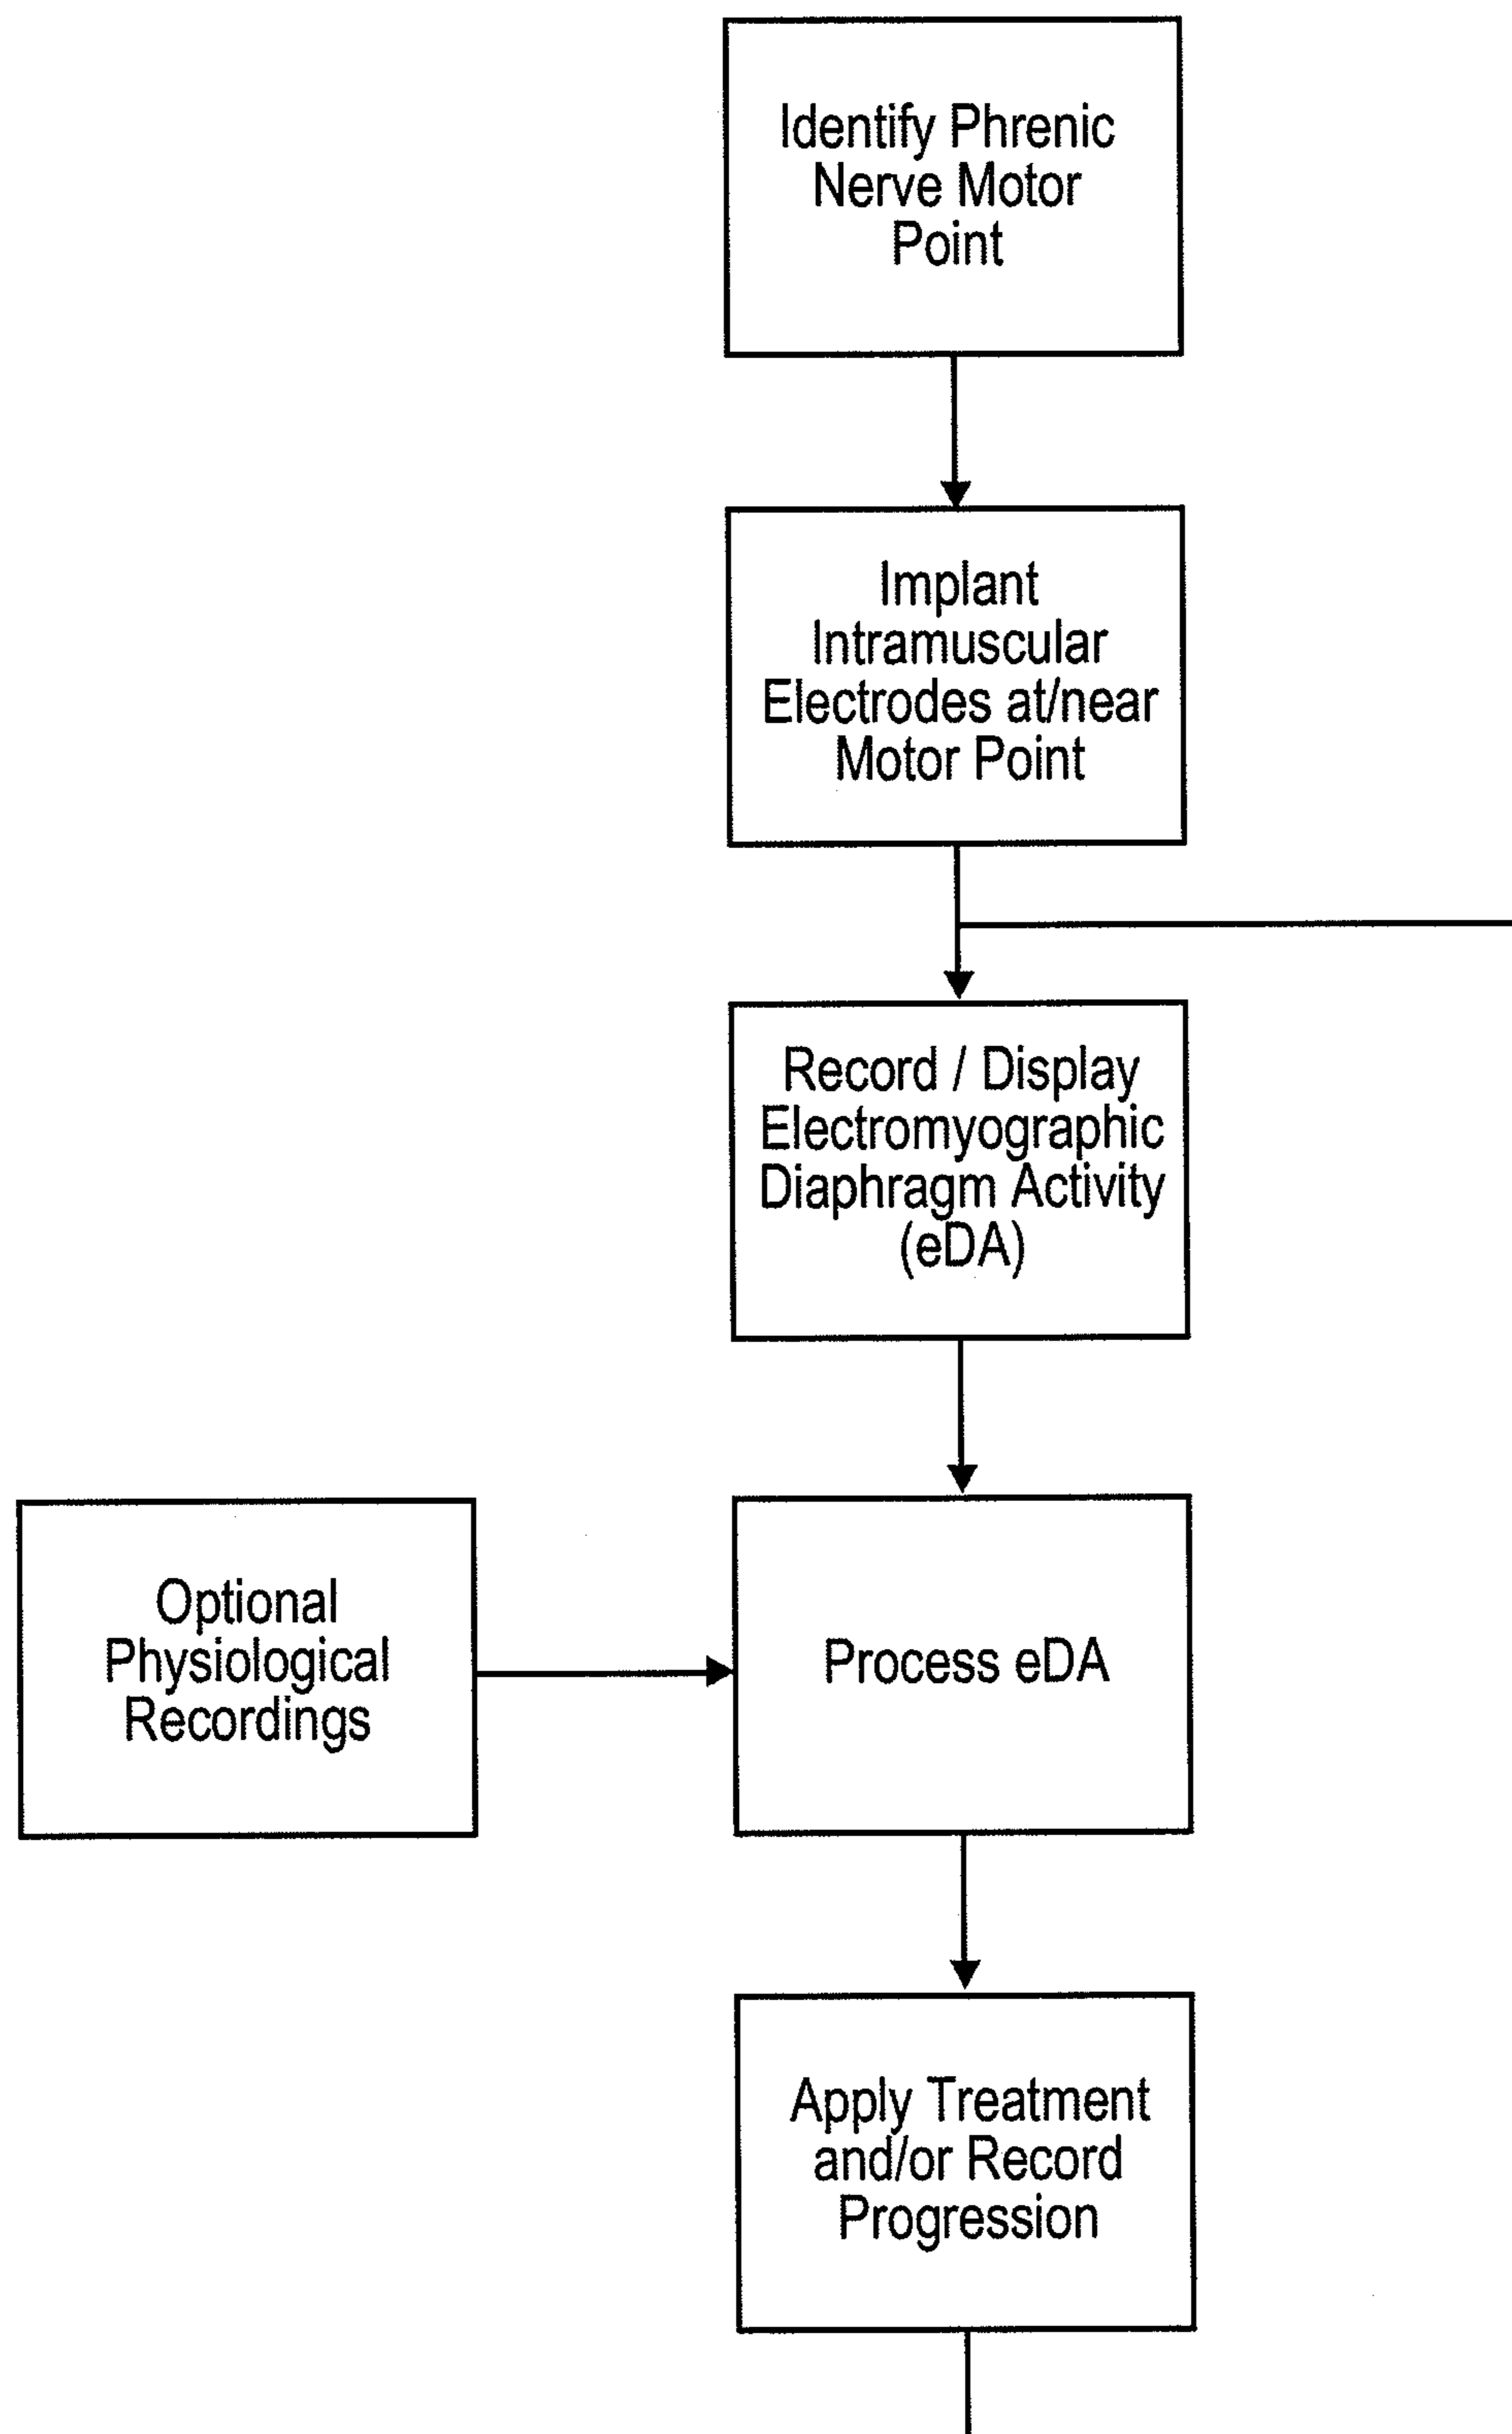 Identify Phrenic
Nerve Motor
Point
Implant
Intramuscular
Electrodes at/near
Motor Point
Record / Display
Electromyographic
Diaphragm Activity
(eDA)
Optional
Physiological
Recordings
Process eDA
Apply Treatment
and/or Record
Progression